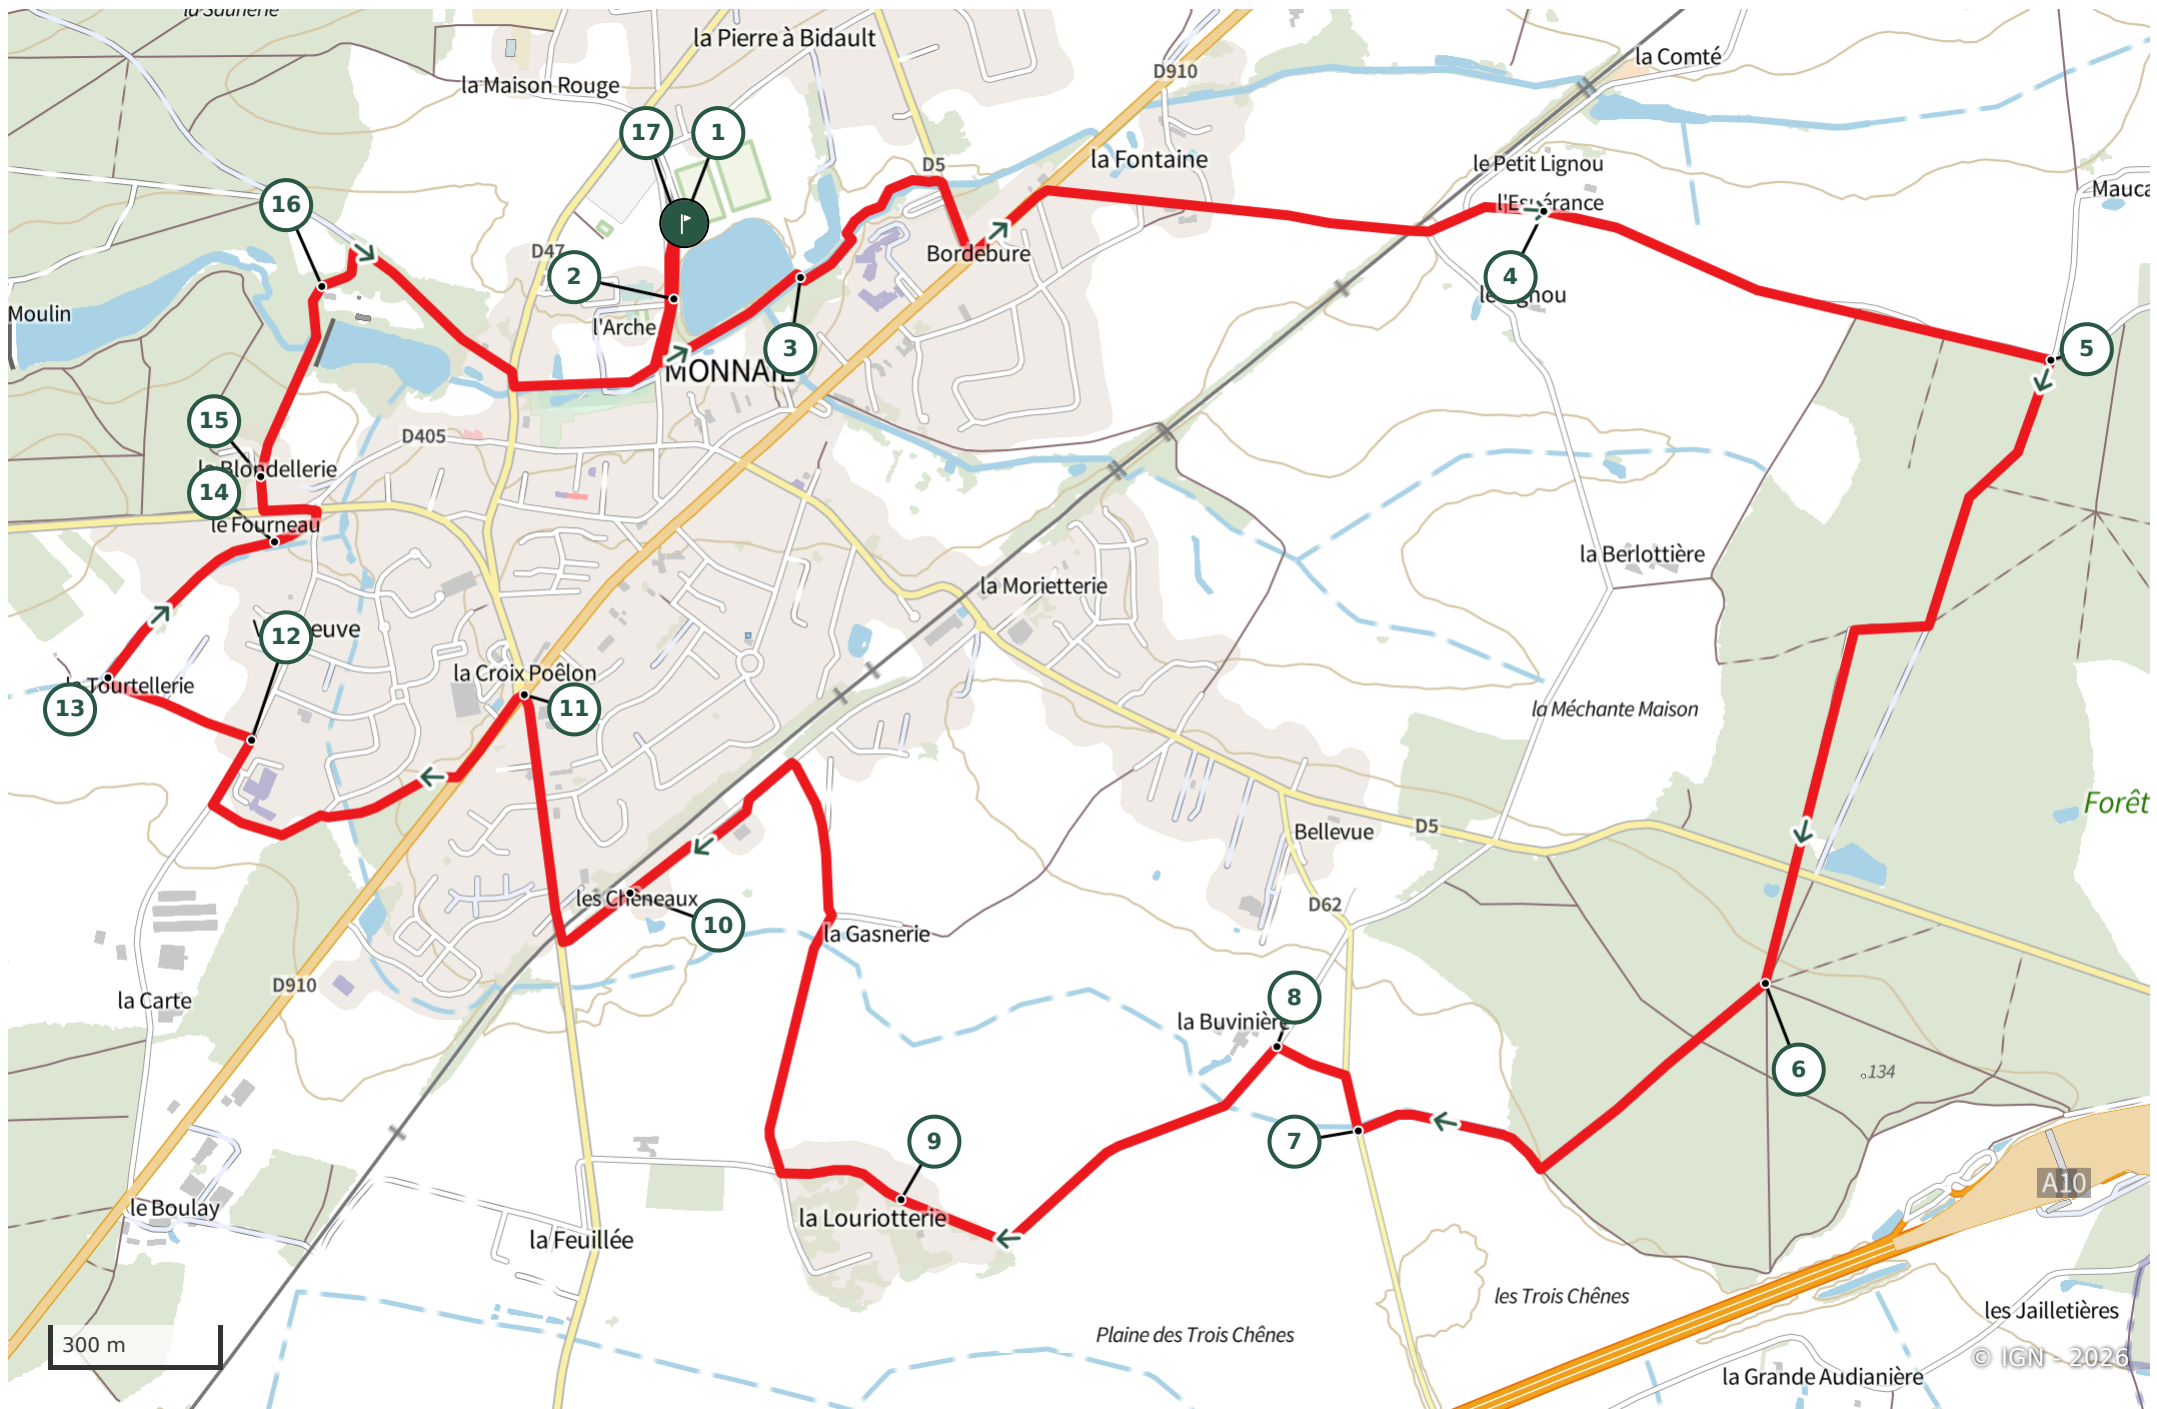 la Saunerie
la Pierre à Bidault
la Comté
la Maison Rouge
D910
17
1
la Fontaine
D5
le Petit Lignou
Mauca
16
l'Espérance
D47
Bordebure
2
4
Moulin
l'Arche
3
5
MONNAIE
15
D405
la Blondellerie
14
le Fourneau
la Berlottière
la Morietterie
12
la Croix Poêlon
la Tourtellerie
13
11
la Méchante Maison
Forêt
Bellevue
D5
les Chêneaux
D62
10
la Gasnerie
D910
la Carte
8
la Buvinière
6
134
9
7
A10
le Boulay
la Louriotterie
la Feuillée
les Trois Chênes
les Jailletières
Plaine des Trois Chênes
300 m
© IGN - 2026
la Grande Audianière